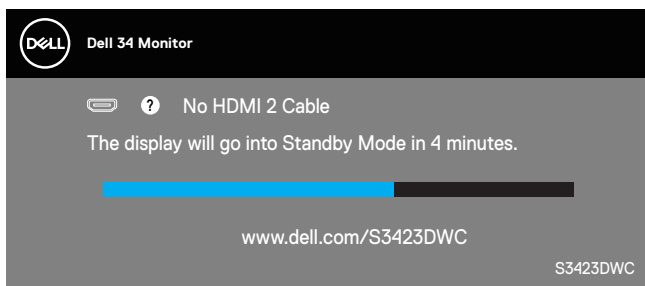 DELL
Dell 34 Monitor
? No HDMI 2 Cable
The display will go into Standby Mode in 4 minutes.
www.dell.com/S3423DWC
S3423DWC